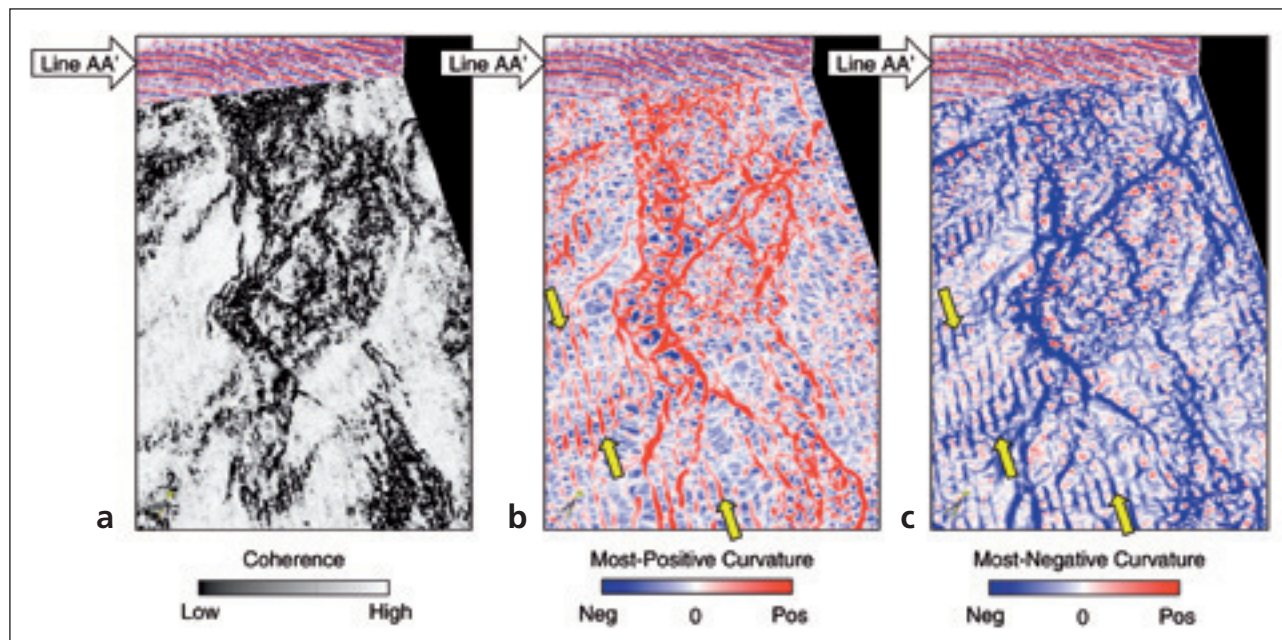 Line AA'
Line AA'
Line AA'
a
b
c
Coherence
Low High
Most-Positive Curvature
Neg 0 Pos
Most-Negative Curvature
Neg 0 Pos